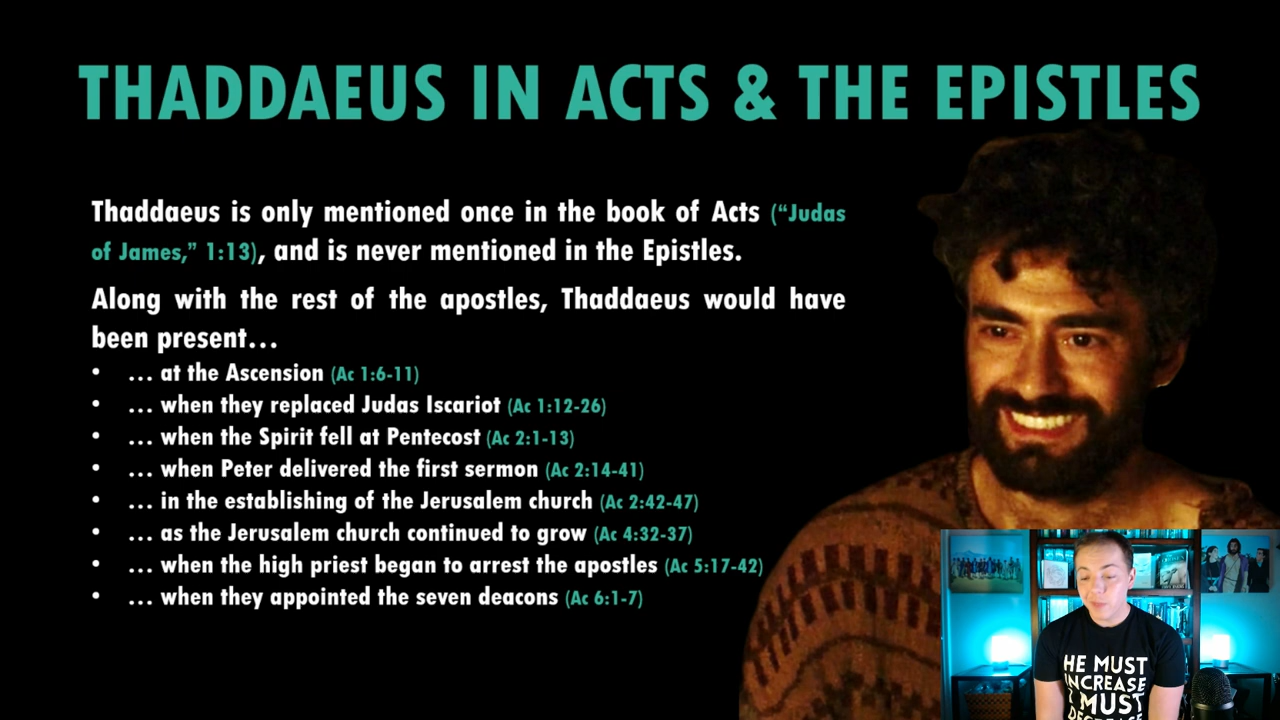 THADDAEUS IN ACTS & THE EPISTLES
Thaddaeus is only mentioned once in the book of Acts (“Judas
of James,” 1:13), and is never mentioned in the Epistles.
Along with the rest of the apostles, Thaddaeus would have
been present…
• … at the Ascension (Ac 1:6-11)
• … when they replaced Judas Iscariot (Ac 1:12-26)
• … when the Spirit fell at Pentecost (Ac 2:1-13)
• … when Peter delivered the first sermon (Ac 2:14-41)
• … in the establishing of the Jerusalem church (Ac 2:42-47)
• … as the Jerusalem church continued to grow (Ac 4:32-37)
• … when the high priest began to arrest the apostles (Ac 5:17-42)
• … when they appointed the seven deacons (Ac 6:1-7)
HE MUST
INCREASE
I MUST
DECREASE